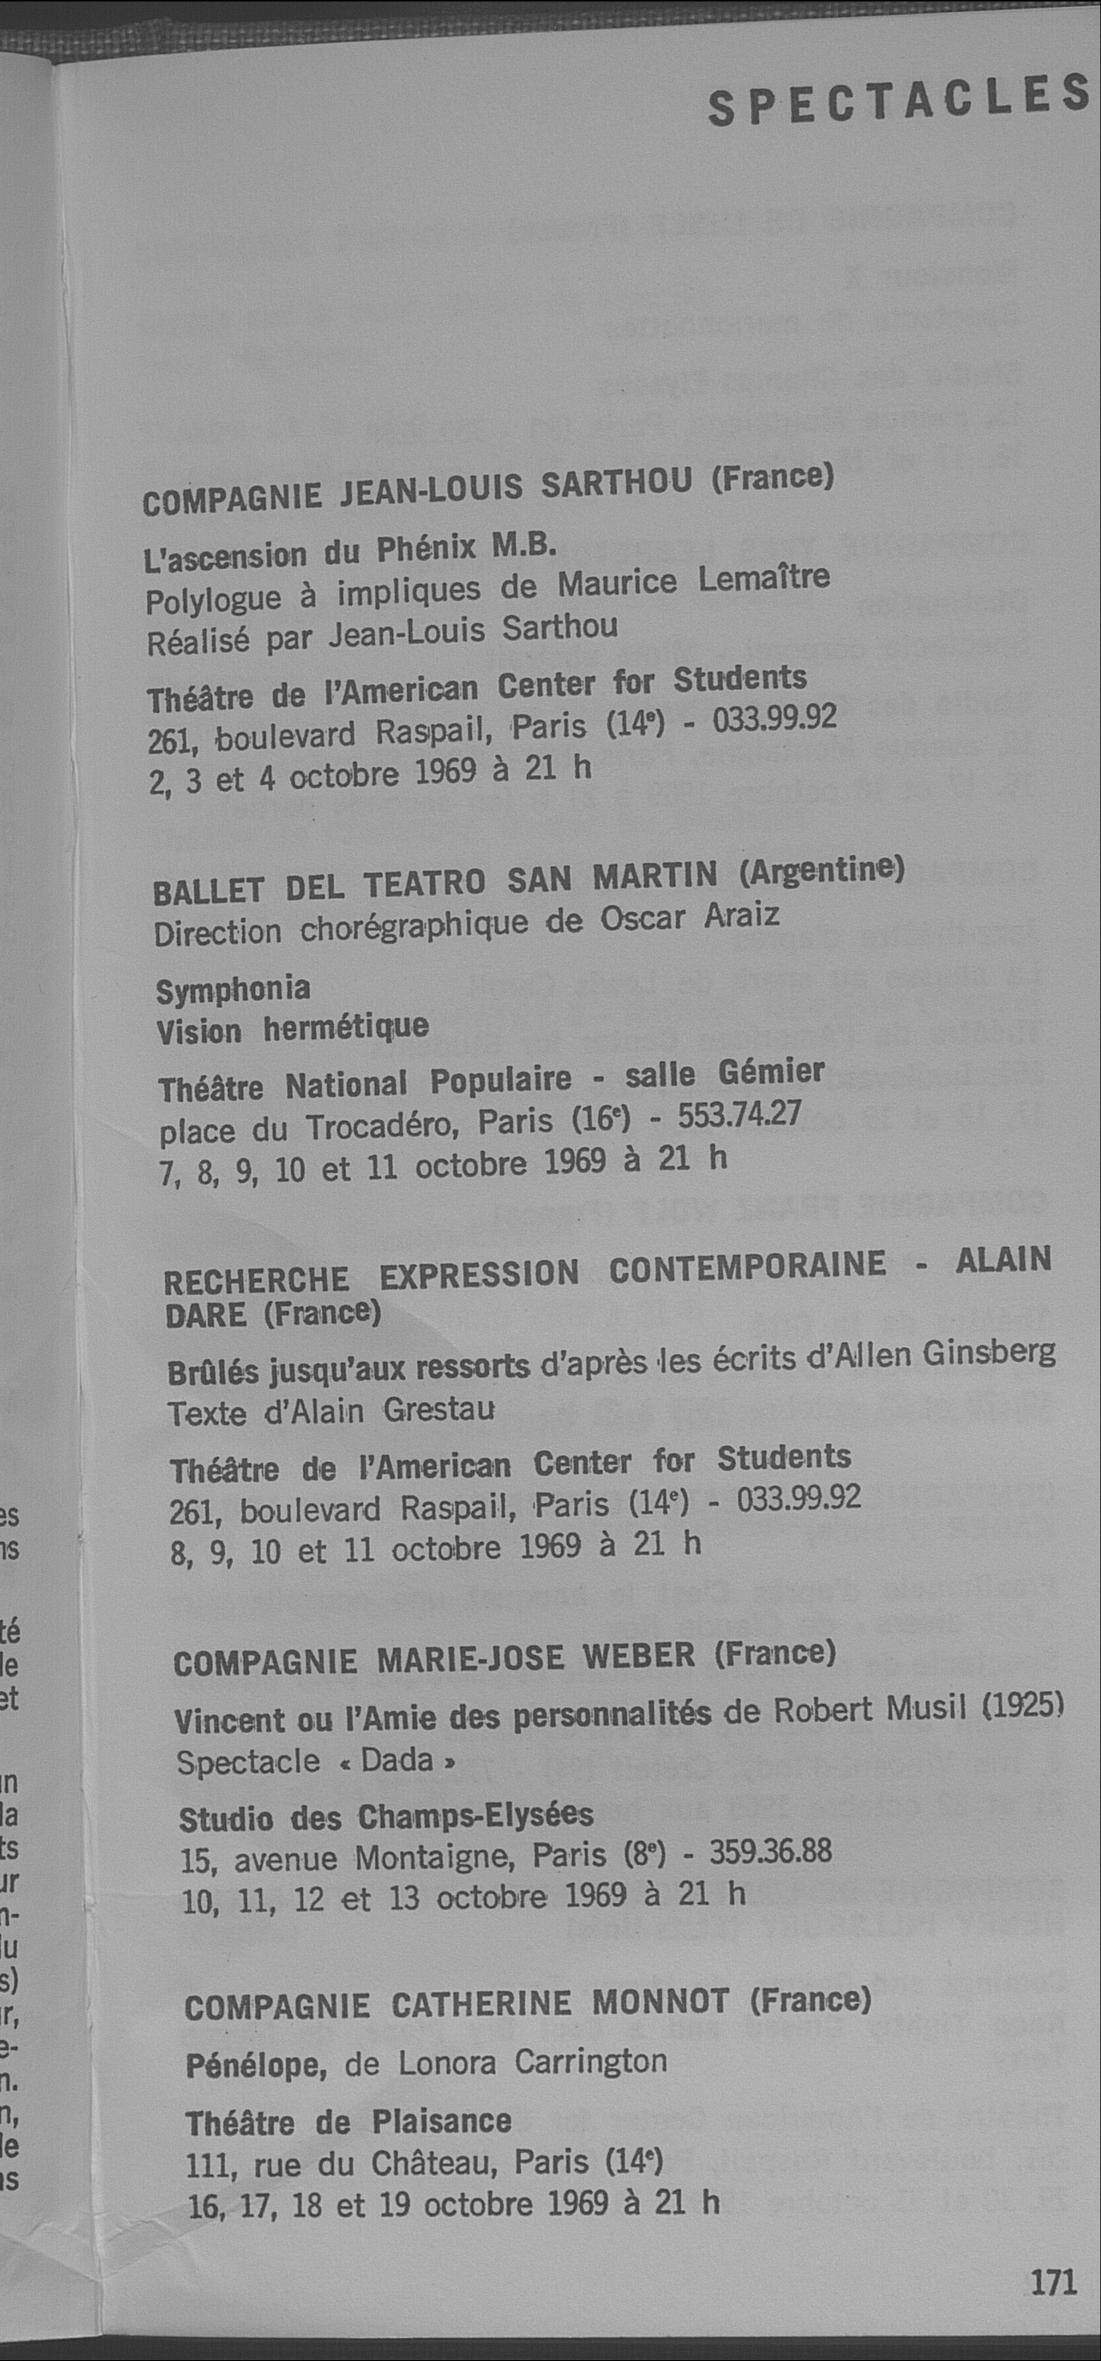 SPECTACLES
COMPAGNIE JEAN-LOUIS SARTHOU (France)
L'ascension du Phénix M.B.
Polylogue à impliques de Maurice Lemaître
Réalisé par Jean-Louis Sarthou
Théâtre de l'American Center for Students
261, boulevard Raspail, Paris (14e) - 033.99.92
2, 3 et 4 octobre 1969 à 21 h
BALLET DEL TEATRO SAN MARTIN (Argentine)
Direction chorégraphique de Oscar Araiz
Symphonia
Vision hermétique
Théâtre National Populaire - salle Gémier
place du Trocadéro, Paris (16e) - 553.74.27
7, 8, 9, 10 et 11 octobre 1969 à 21 h
RECHERCHE EXPRESSION CONTEMPORAINE - ALAIN
DARE (France)
Brûlés jusqu'aux ressorts d'après les écrits d'Allen Ginsberg
Texte d'Alain Grestau
Théâtre de l'American Center for Students
261, boulevard Raspail, Paris (14e) - 033.99.92
8, 9, 10 et 11 octobre 1969 à 21 h
COMPAGNIE MARIE-JOSE WEBER (France)
Vincent ou l'Amie des personnalités de Robert Musil (1925)
Spectacle « Dada »
Studio des Champs-Elysées
15, avenue Montaigne, Paris (8e) - 359.36.88
10, 11, 12 et 13 octobre 1969 à 21 h
COMPAGNIE CATHERINE MONNOT (France)
Pénélope, de Lonora Carrington
Théâtre de Plaisance
111, rue du Château, Paris (14e)
16, 17, 18 et 19 octobre 1969 à 21 h
171